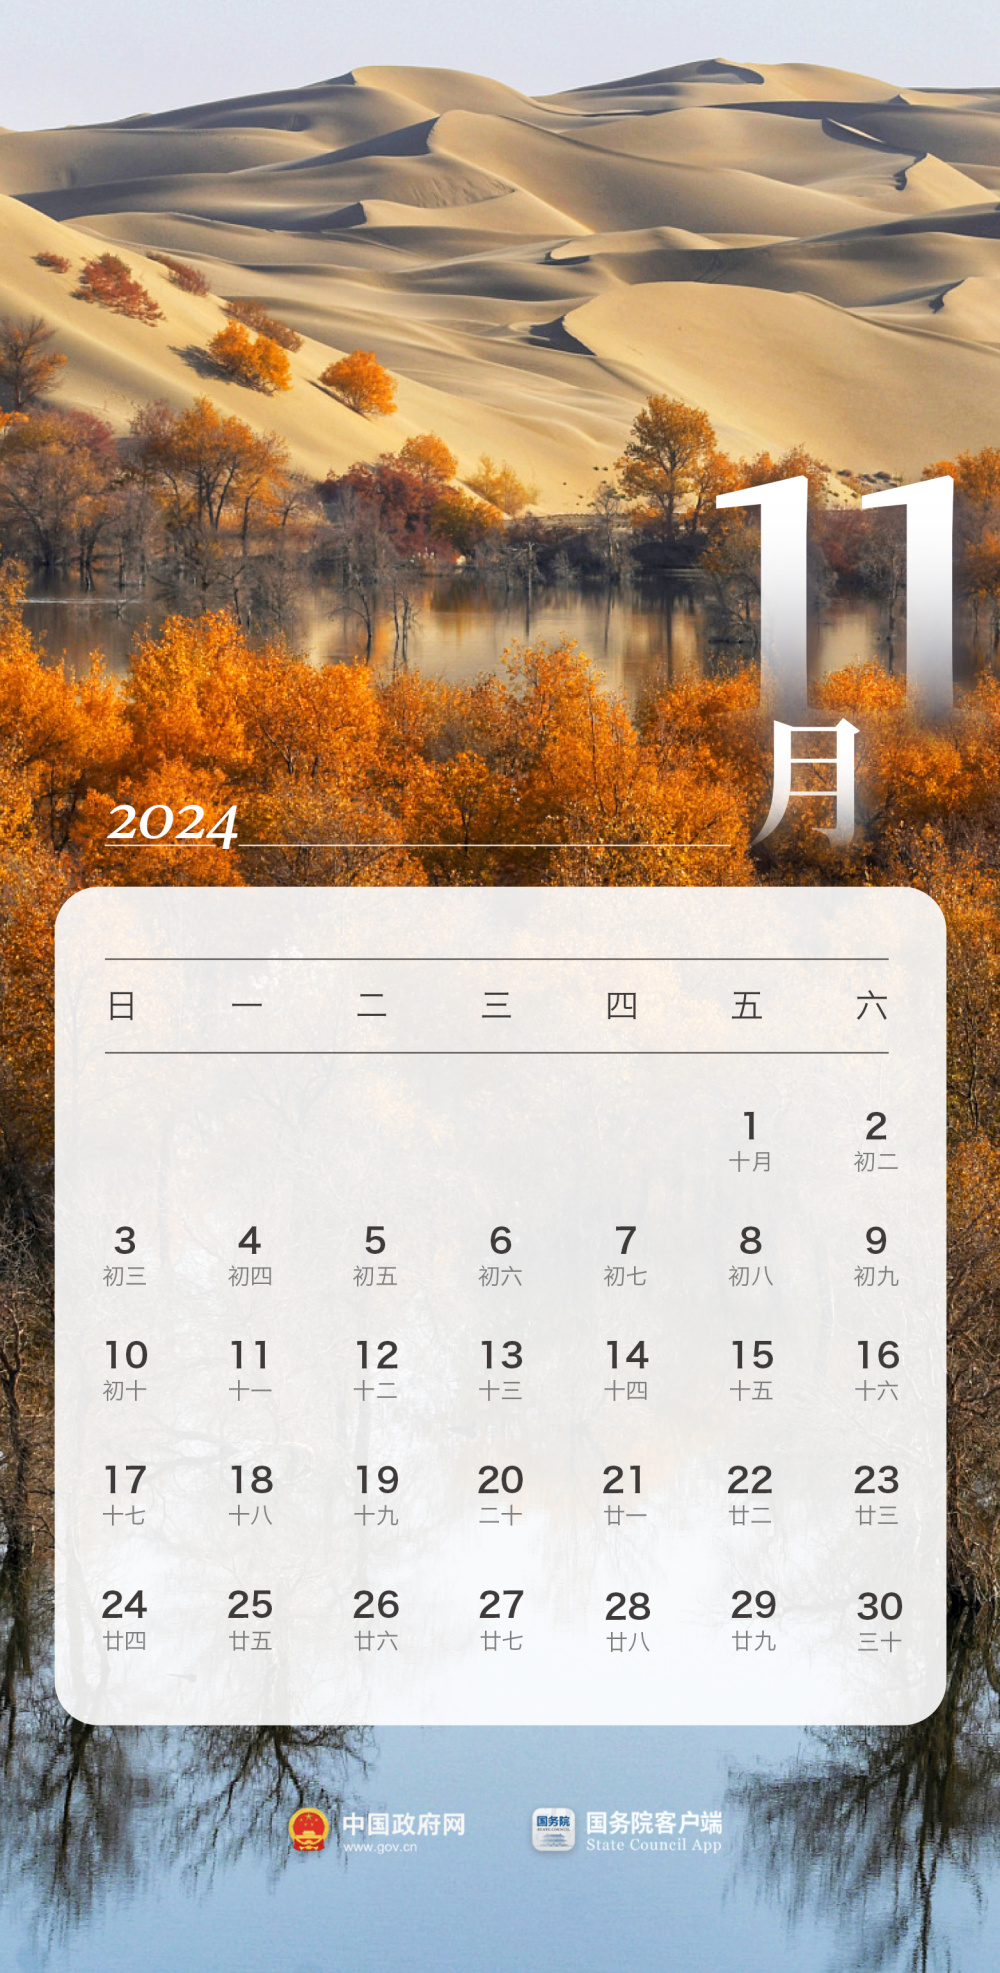 11
月
2024
日 一 二 三 四 五 六
1 2
十月 初二
3 4 5 6 7 8 9
初三 初四 初五 初六 初七 初八 初九
10 11 12 13 14 15 16
初十 十一 十二 十三 十四 十五 十六
17 18 19 20 21 22 23
十七 十八 十九 二十 廿一 廿二 廿三
24 25 26 27 28 29 30
廿四 廿五 廿六 廿七 廿八 廿九 三十
中国政府网
www.gov.cn
国务院
国务院客户端
State Council App